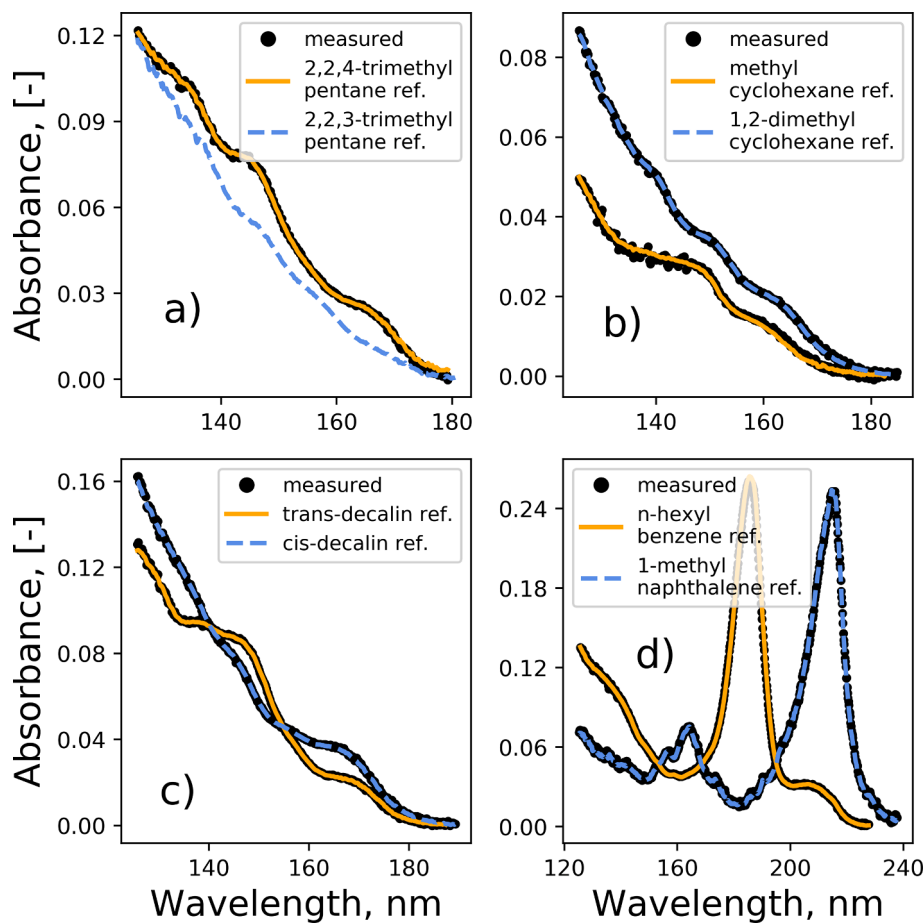 0.12
0.09
0.06
0.03
0.00
Absorbance, [-]
measured
2,2,4-trimethyl
pentane ref.
2,2,3-trimethyl
pentane ref.
a)
140
160
180
0.08
0.06
0.04
0.02
0.00
measured
methyl
cyclohexane ref.
1,2-dimethyl
cyclohexane ref.
b)
140
160
180
0.16
0.12
0.08
0.04
0.00
Absorbance, [-]
measured
trans-decalin ref.
cis-decalin ref.
c)
140
160
180
Wavelength, nm
0.24
0.18
0.12
0.06
0.00
measured
n-hexyl
benzene ref.
1-methyl
naphthalene ref.
d)
120
160
200
240
Wavelength, nm